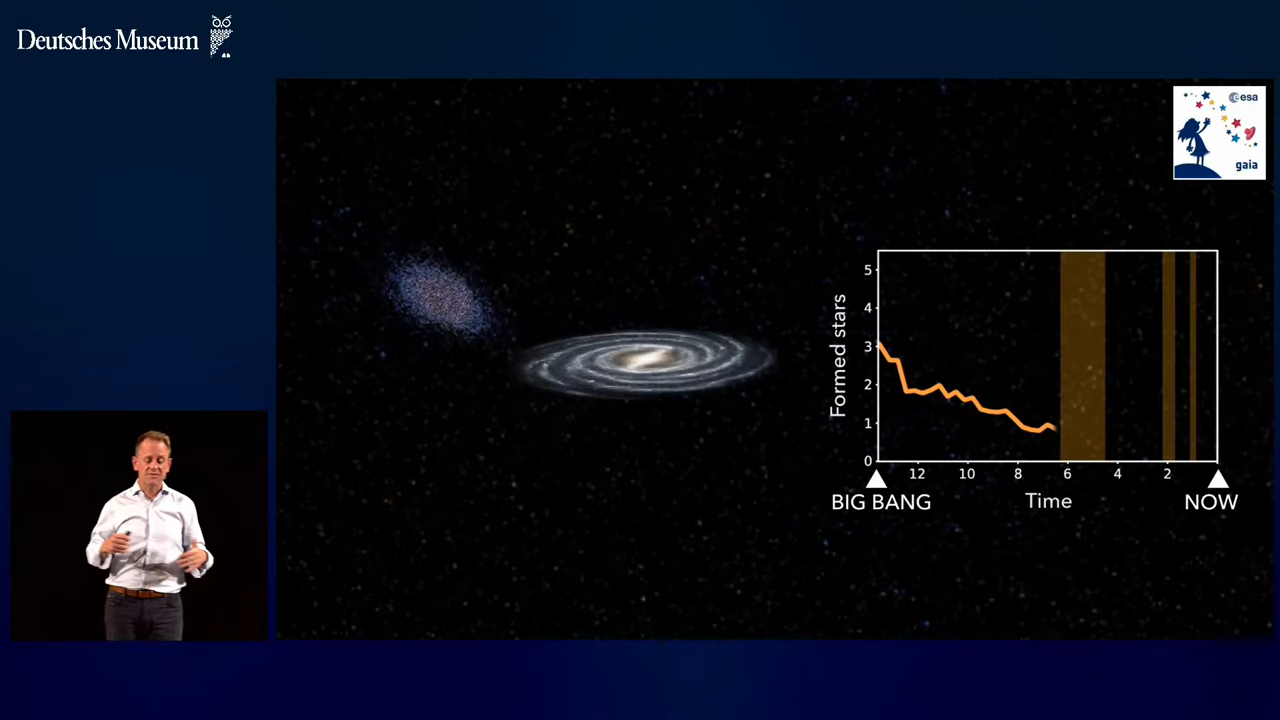 Deutsches Museum
esa
gaia
5
4
3
2
1
0
Formed stars
12 10 8 6 4 2
BIG BANG Time NOW